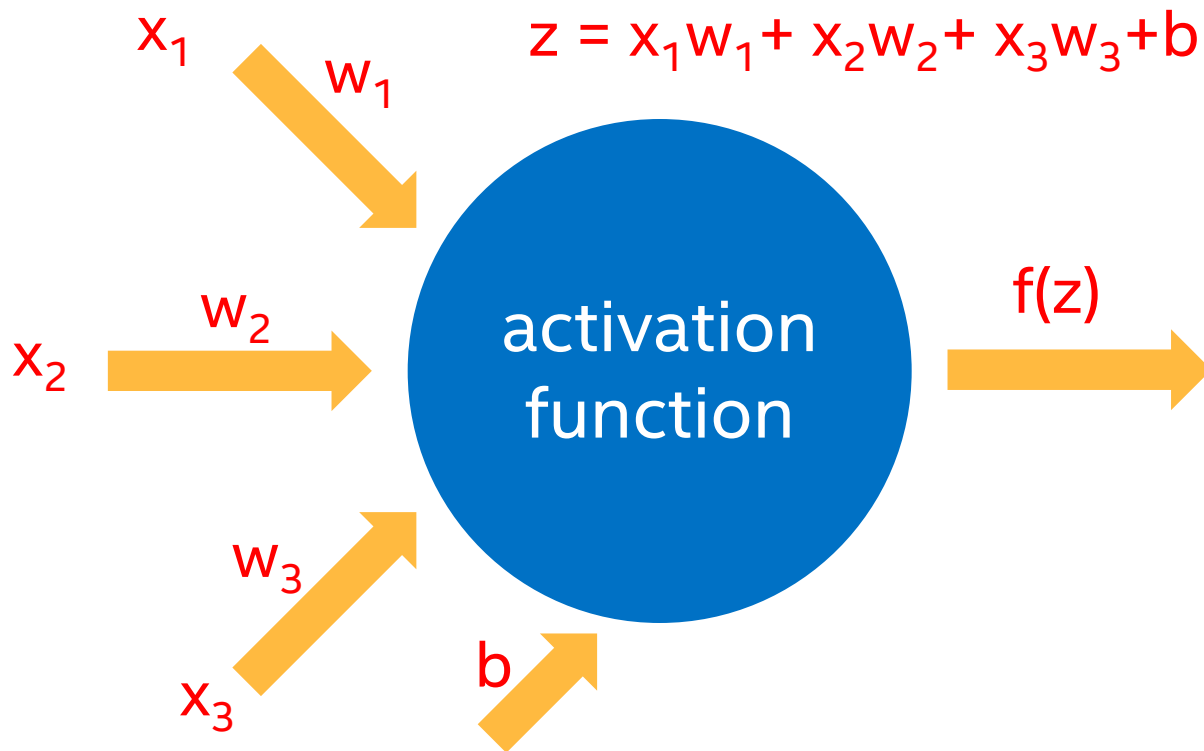 x₁
w₁
z = x₁w₁+ x₂w₂+ x₃w₃+b
w₂
x₂
activation
function
f(z)
w₃
x₃
b